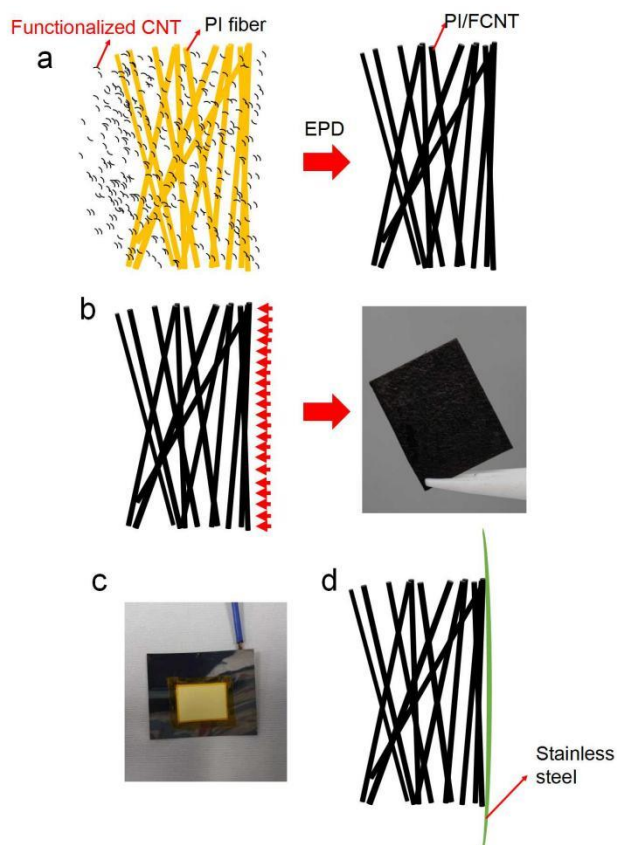 Functionalized CNT
PI fiber
PI/FCNT
a
EPD
b
c
d
Stainless
steel